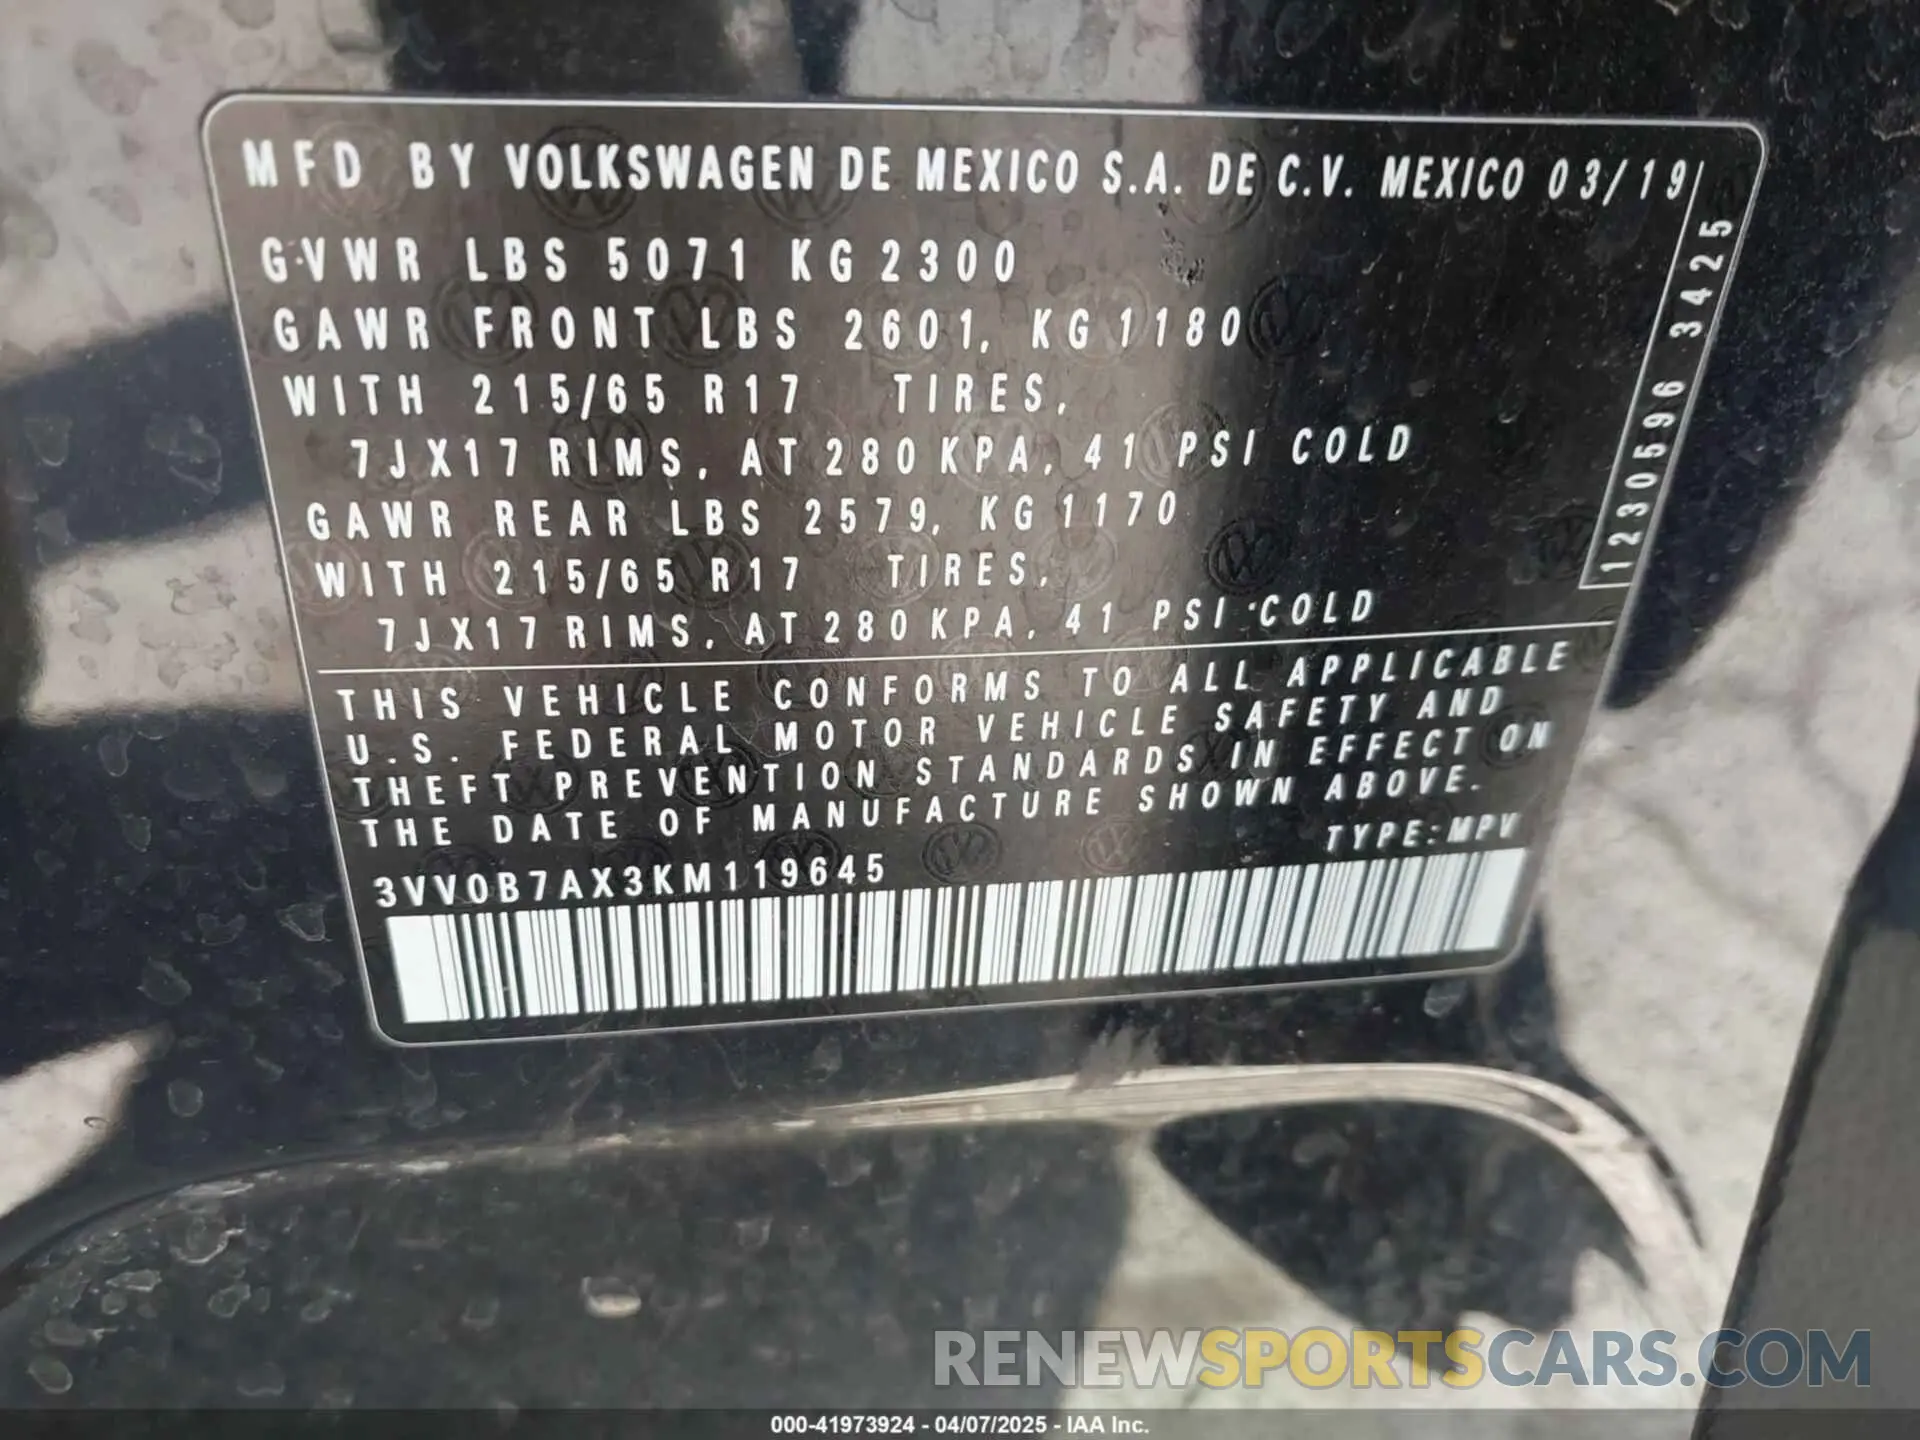 MFD BY VOLKSWAGEN DE MEXICO S.A. DE C.V. MEXICO 03/19
GVWR LBS 5071 KG 2300
GAWR FRONT LBS 2601, KG 1180
WITH 215/65 R17 TIRES,
7JX17 RIMS, AT 280 KPA, 41 PSI COLD
GAWR REAR LBS 2579, KG 1170
WITH 215/65 R17 TIRES,
7JX17 RIMS, AT 280 KPA, 41 PSI COLD
1230596 3425
THIS VEHICLE CONFORMS TO ALL APPLICABLE
U.S. FEDERAL MOTOR VEHICLE SAFETY AND
THEFT PREVENTION STANDARDS IN EFFECT ON
THE DATE OF MANUFACTURE SHOWN ABOVE.
TYPE: MPV
3VV0B7AX3KM119645
RENEWSPORTSCARS.COM
000-41973924 - 04/07/2025 - IAA Inc.